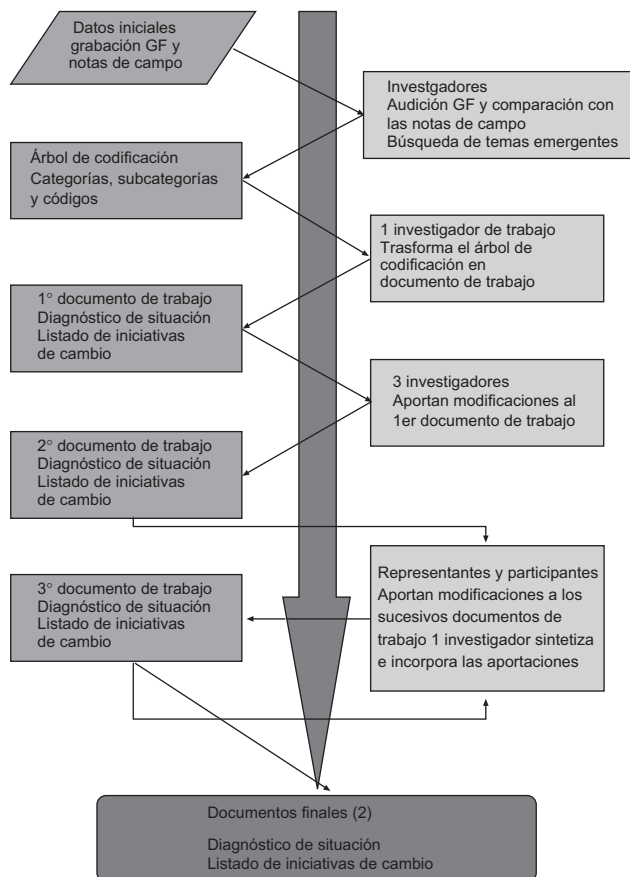 Datos iniciales
grabación GF y
notas de campo
Investgadores
Audición GF y comparación con
las notas de campo
Búsqueda de temas emergentes
Árbol de codificación
Categorías, subcategorías
y códigos
1 investigador de trabajo
Trasforma el árbol de
codificación en
documento de trabajo
1° documento de trabajo
Diagnóstico de situación
Listado de iniciativas
de cambio
3 investigadores
Aportan modificaciones al
1er documento de trabajo
2° documento de trabajo
Diagnóstico de situación
Listado de iniciativas
de cambio
Representantes y participantes
Aportan modificaciones a los
sucesivos documentos de
trabajo 1 investigador sintetiza
e incorpora las aportaciones
3° documento de trabajo
Diagnóstico de situación
Listado de iniciativas
de cambio
Documentos finales (2)
Diagnóstico de situación
Listado de iniciativas de cambio